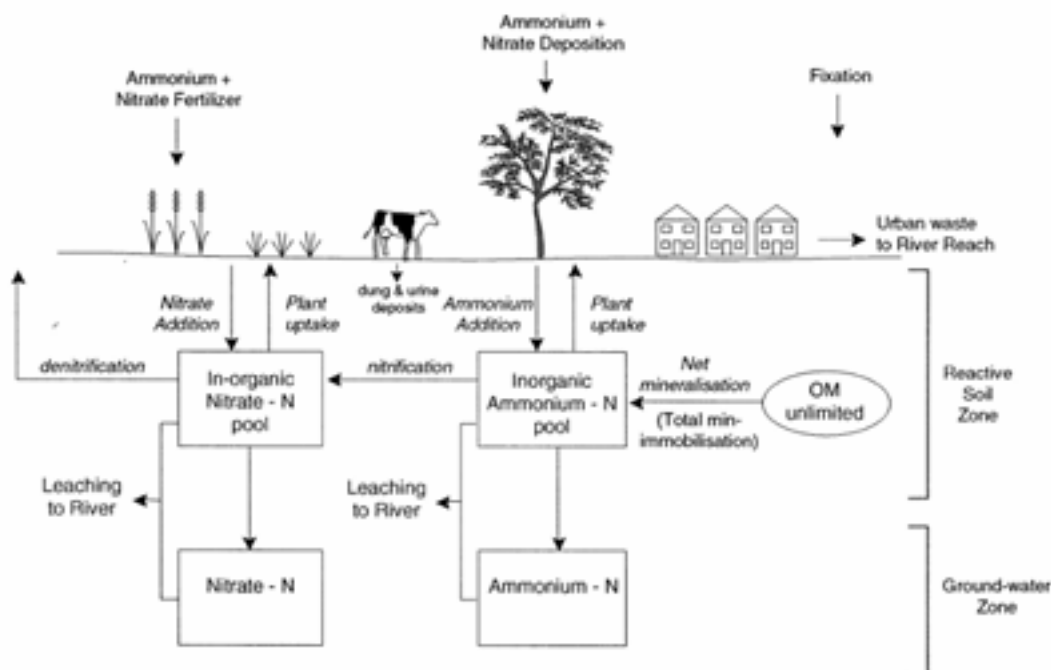 Ammonium +
Nitrate Deposition
Ammonium +
Nitrate Fertilizer
Fixation
Urban waste
to River Reach
dung & urine
deposits
Nitrate
Addition
Plant
uptake
Ammonium
Addition
Plant
uptake
denitrification
In-organic
Nitrate - N
pool
nitrification
Inorganic
Ammonium - N
pool
Net
mineralisation
(Total min-
immobilisation)
OM
unlimited
Reactive
Soil
Zone
Leaching
to River
Leaching
to River
Nitrate - N
Ammonium - N
Ground-water
Zone